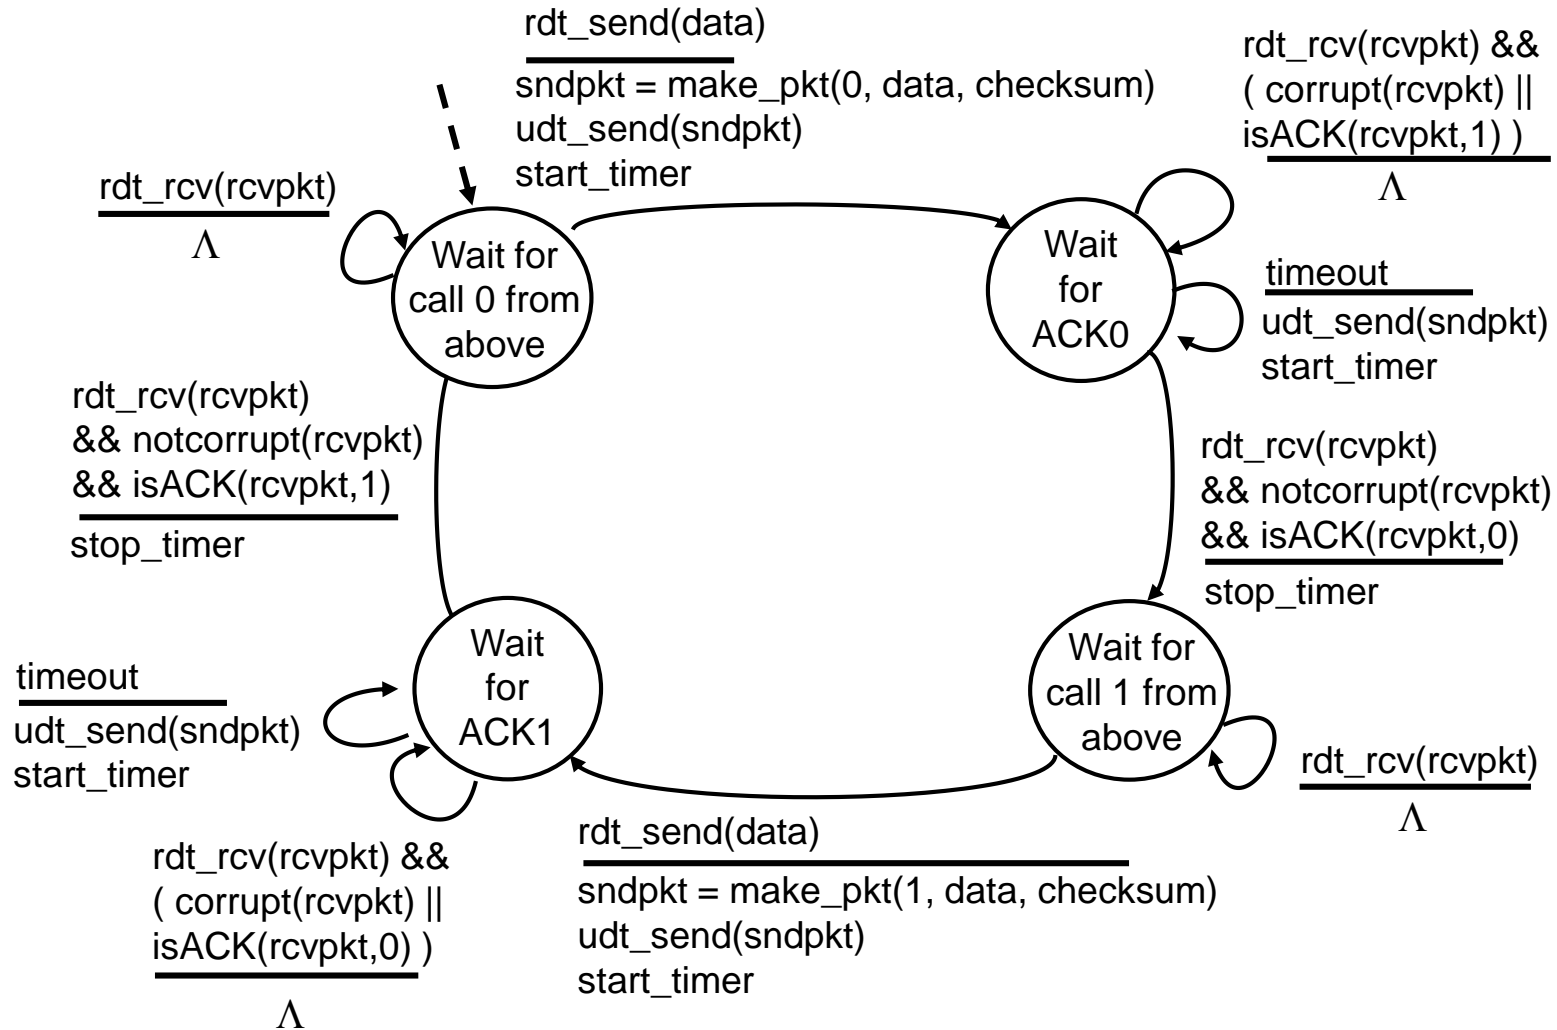 rdt_send(data)
sndpkt = make_pkt(0, data, checksum)
udt_send(sndpkt)
start_timer
rdt_rcv(rcvpkt) &&
( corrupt(rcvpkt) ||
isACK(rcvpkt,1) )
Λ
rdt_rcv(rcvpkt)
Λ
Wait for
call 0 from
above
Wait
for
ACK0
timeout
udt_send(sndpkt)
start_timer
rdt_rcv(rcvpkt)
&& notcorrupt(rcvpkt)
&& isACK(rcvpkt,1)
stop_timer
rdt_rcv(rcvpkt)
&& notcorrupt(rcvpkt)
&& isACK(rcvpkt,0)
stop_timer
Wait
for
ACK1
Wait for
call 1 from
above
timeout
udt_send(sndpkt)
start_timer
rdt_rcv(rcvpkt)
Λ
rdt_rcv(rcvpkt) &&
( corrupt(rcvpkt) ||
isACK(rcvpkt,0) )
Λ
rdt_send(data)
sndpkt = make_pkt(1, data, checksum)
udt_send(sndpkt)
start_timer